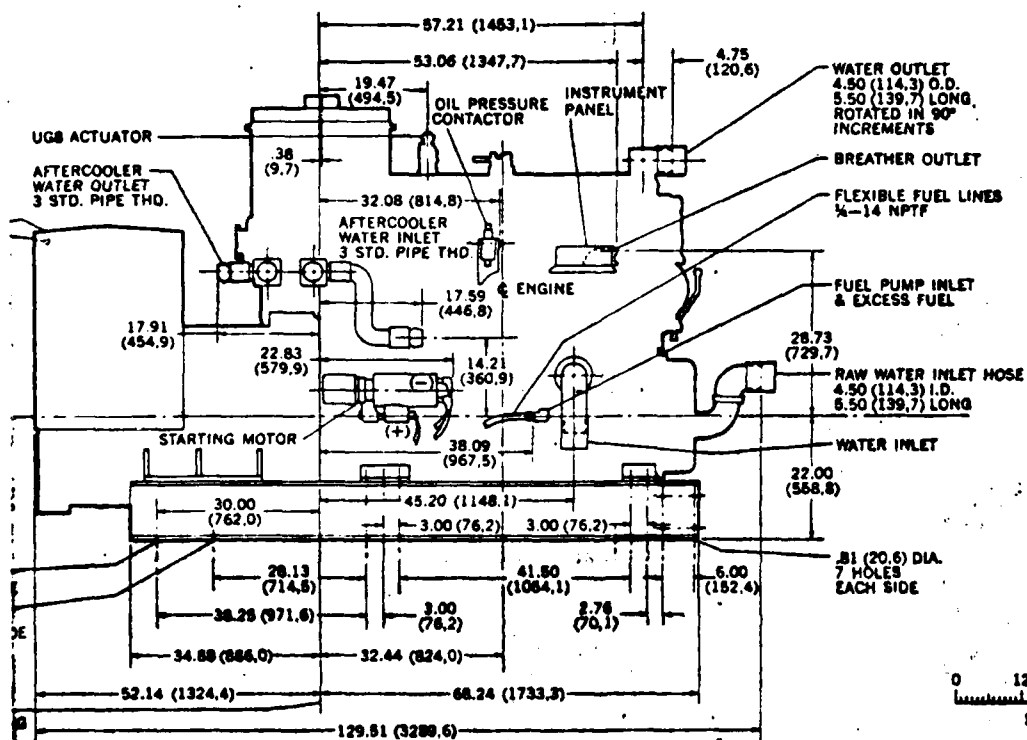 57.21 (1453,1)
53.06 (1347,7)
4.75
(120,6)
19.47
(494,5)
OIL PRESSURE
CONTACTOR
INSTRUMENT
PANEL
WATER OUTLET
4.50 (114,3) O.D.
5.50 (139,7) LONG,
ROTATED IN 90°
INCREMENTS
UG8 ACTUATOR
.38
(9,7)
BREATHER OUTLET
AFTERCOOLER
WATER OUTLET
3 STD. PIPE THD.
32.08 (814,8)
FLEXIBLE FUEL LINES
¼-14 NPTF
AFTERCOOLER
WATER INLET
3 STD. PIPE THD.
℄ ENGINE
FUEL PUMP INLET
& EXCESS FUEL
17.59
(446,8)
17.91
(454,9)
22.83
(579,9)
14.21
(360,9)
28.73
(729,7)
RAW WATER INLET HOSE
4.50 (114,3) I.D.
6.50 (139,7) LONG
(+)
STARTING MOTOR
38.09
(967,5)
WATER INLET
22.00
(558,8)
30.00
(762,0)
45.20 (1148,1)
3.00 (76,2)
3.00 (76,2)
.81 (20,6) DIA.
7 HOLES
EACH SIDE
28.13
(714,5)
41.50
(1054,1)
6.00
(152,4)
38.25 (971,6)
3.00
(76,2)
2.76
(70,1)
DE
34.88 (886,0)
32.44 (824,0)
52.14 (1324,4)
68.24 (1733,3)
0 12
G
129.51 (3289,6)